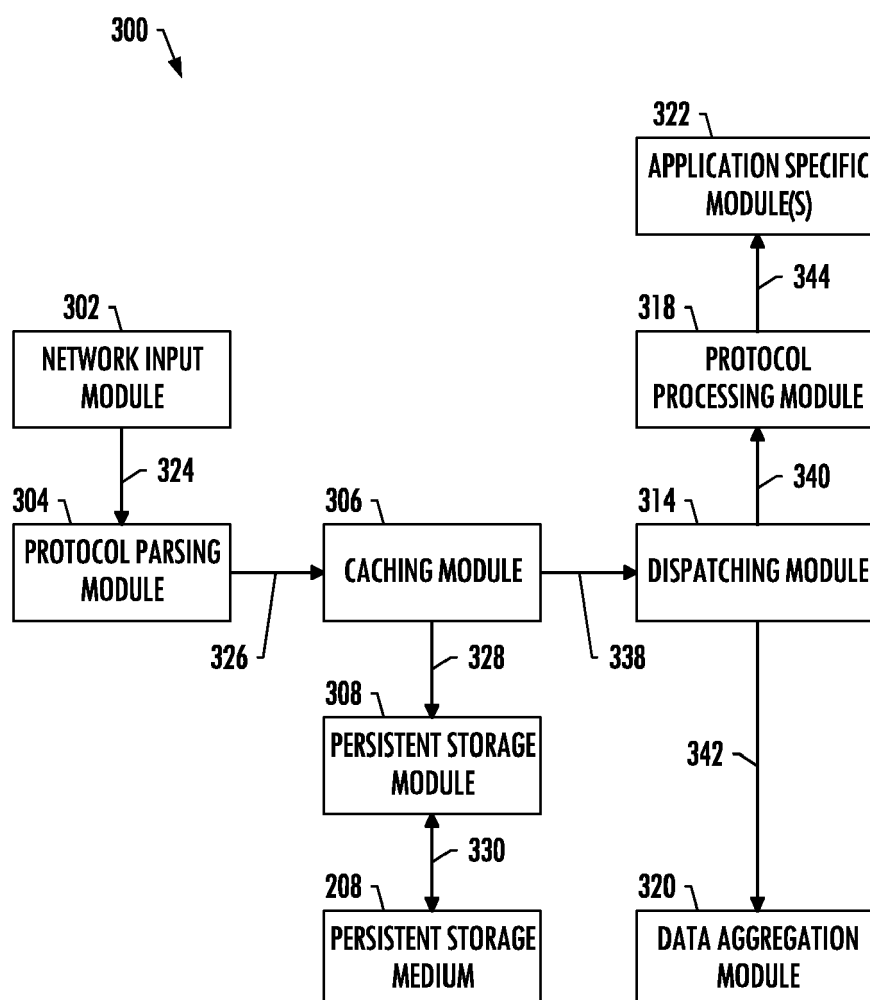 300
322
APPLICATION SPECIFIC
MODULE(S)
344
302
NETWORK INPUT
MODULE
318
PROTOCOL
PROCESSING MODULE
324
340
304
PROTOCOL PARSING
MODULE
306
CACHING MODULE
314
DISPATCHING MODULE
326
328
338
308
PERSISTENT STORAGE
MODULE
342
330
208
PERSISTENT STORAGE
MEDIUM
320
DATA AGGREGATION
MODULE